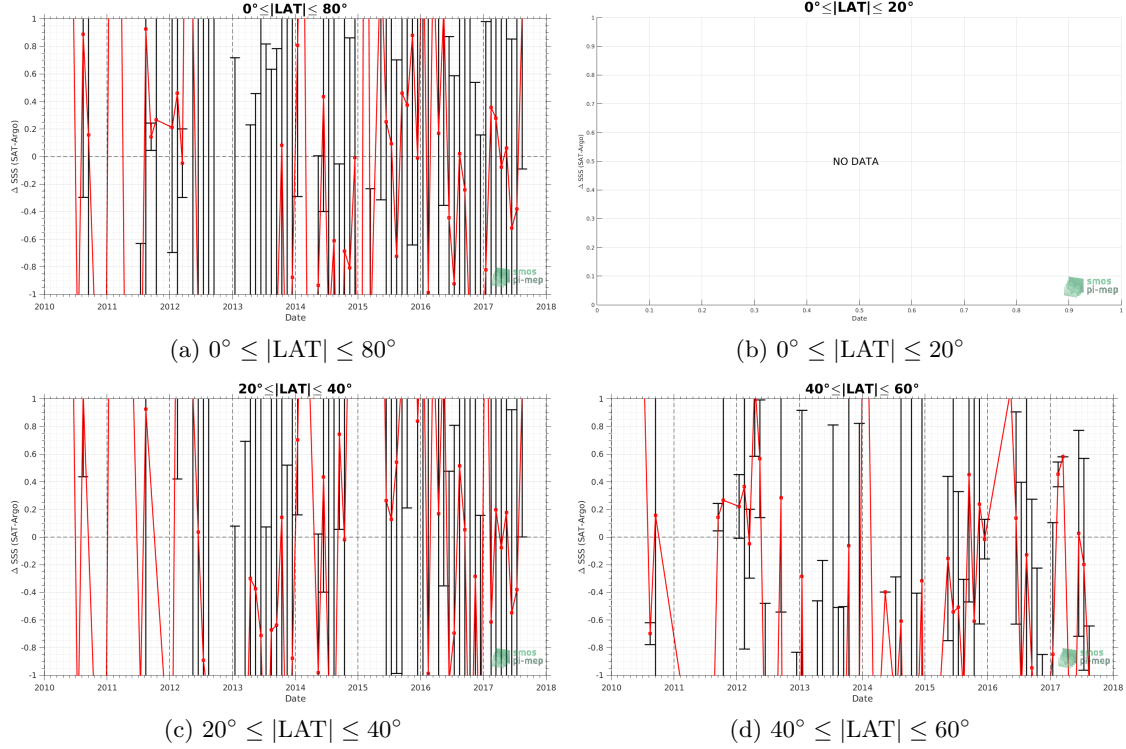 0°≤|LAT|≤ 80°
1
0.8
0.6
0.4
0.2
0
-0.2
-0.4
-0.6
-0.8
-1
Δ SSS (SAT-Argo)
2010 2011 2012 2013 2014 2015 2016 2017 2018
Date
smos
pi-mep
(a) 0° ≤ |LAT| ≤ 80°
0°≤|LAT|≤ 20°
1
0.9
0.8
0.7
0.6
0.5
0.4
0.3
0.2
0.1
0
Δ SSS (SAT-Argo)
NO DATA
0 0.1 0.2 0.3 0.4 0.5 0.6 0.7 0.8 0.9 1
Date
smos
pi-mep
(b) 0° ≤ |LAT| ≤ 20°
20°≤|LAT|≤ 40°
1
0.8
0.6
0.4
0.2
0
-0.2
-0.4
-0.6
-0.8
-1
Δ SSS (SAT-Argo)
2010 2011 2012 2013 2014 2015 2016 2017 2018
Date
smos
pi-mep
(c) 20° ≤ |LAT| ≤ 40°
40°≤|LAT|≤ 60°
1
0.8
0.6
0.4
0.2
0
-0.2
-0.4
-0.6
-0.8
-1
Δ SSS (SAT-Argo)
2010 2011 2012 2013 2014 2015 2016 2017 2018
Date
smos
pi-mep
(d) 40° ≤ |LAT| ≤ 60°